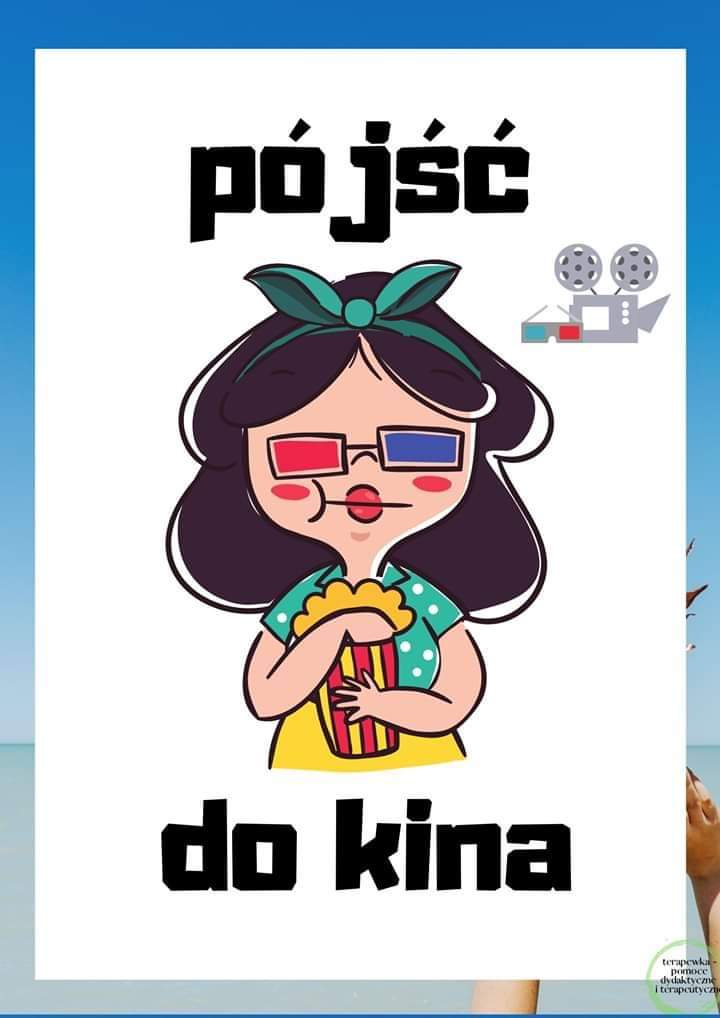 pójść
do kina
terapewka -
pomoce
dydaktyczne
i terapeutyczne